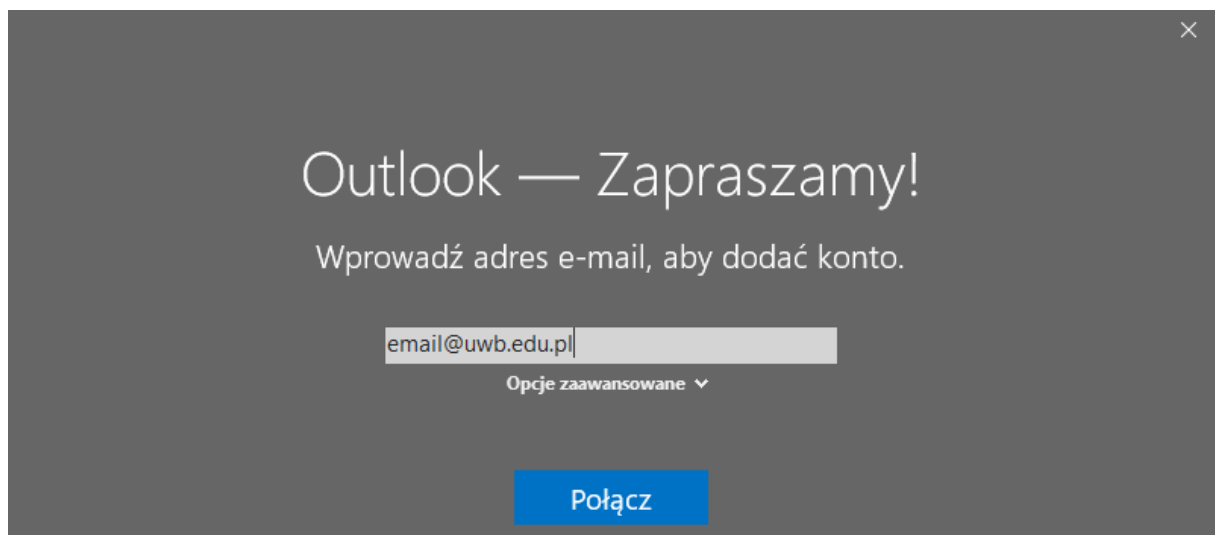 Outlook — Zapraszamy!
Wprowadź adres e-mail, aby dodać konto.
email@uwb.edu.pl
Opcje zaawansowane
Połącz